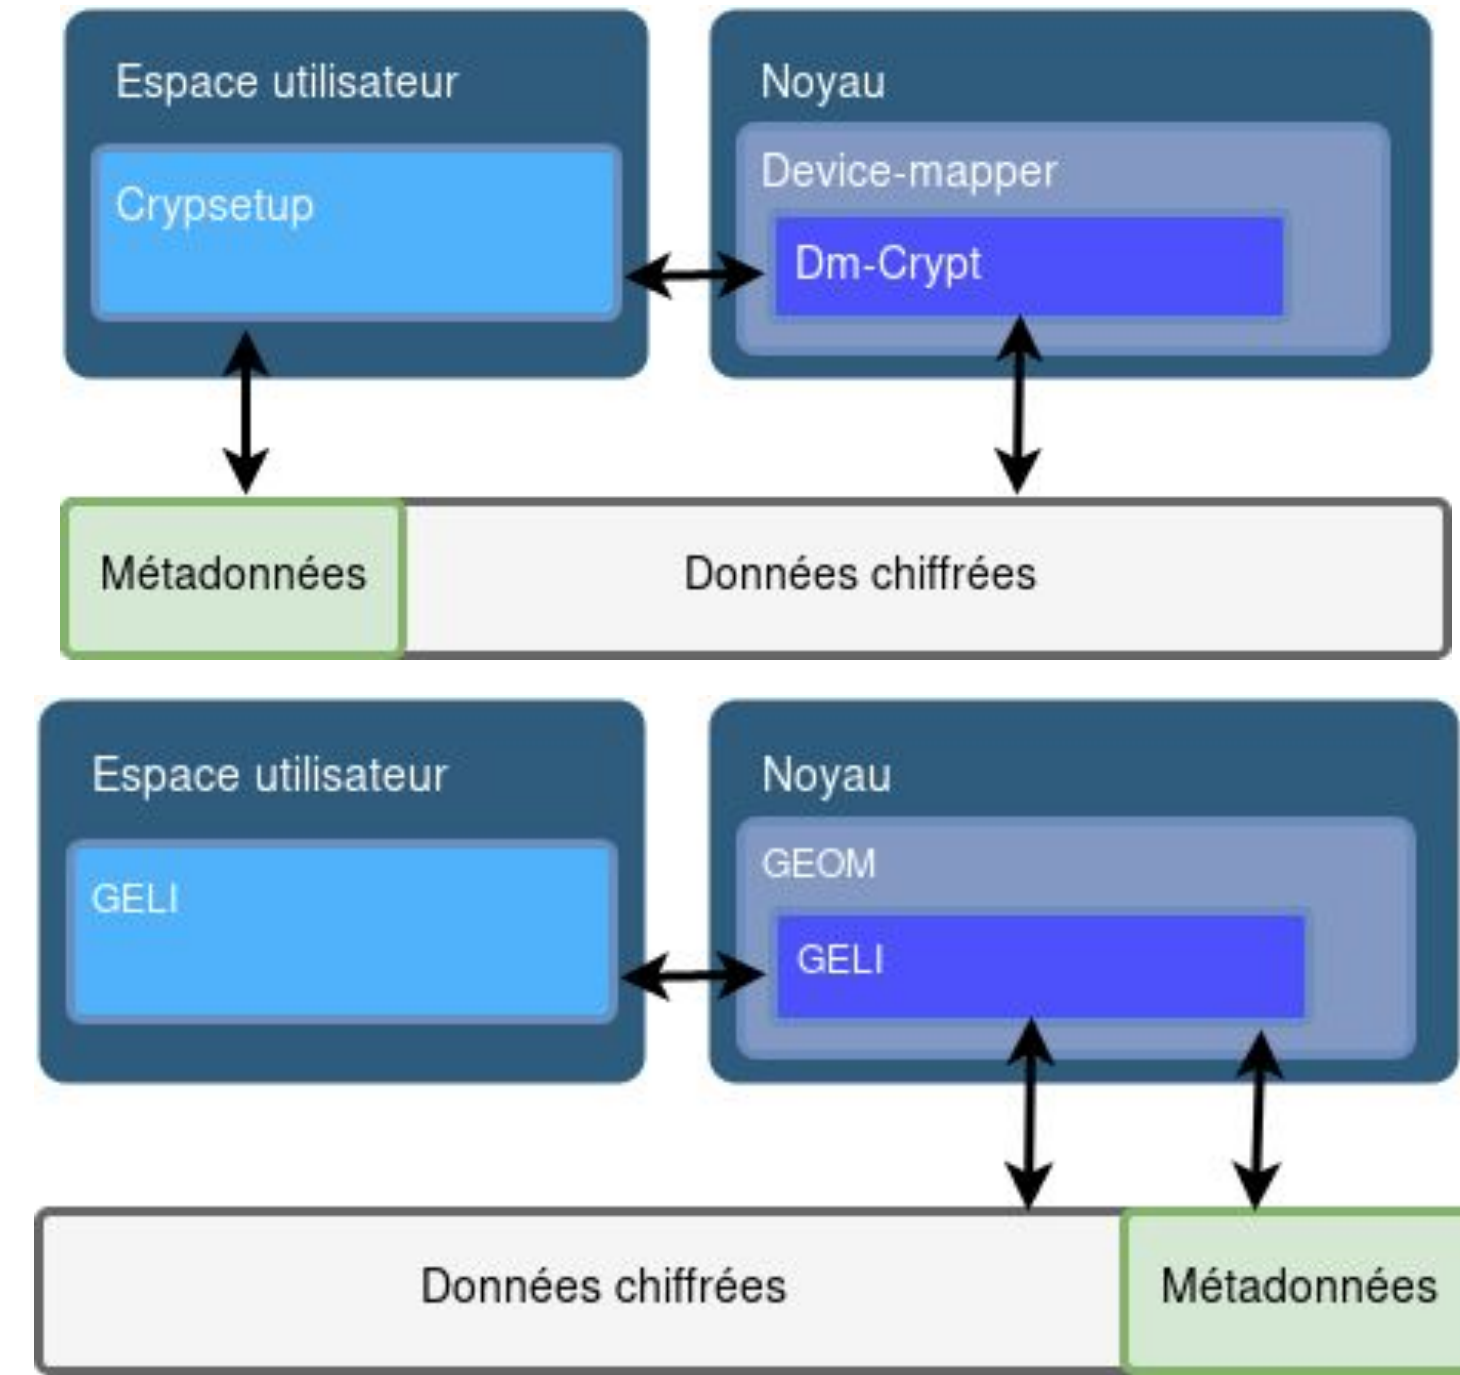 Espace utilisateur
Noyau
Crypsetup
Device-mapper
Dm-Crypt
Métadonnées
Données chiffrées
Espace utilisateur
Noyau
GELI
GEOM
GELI
Données chiffrées
Métadonnées